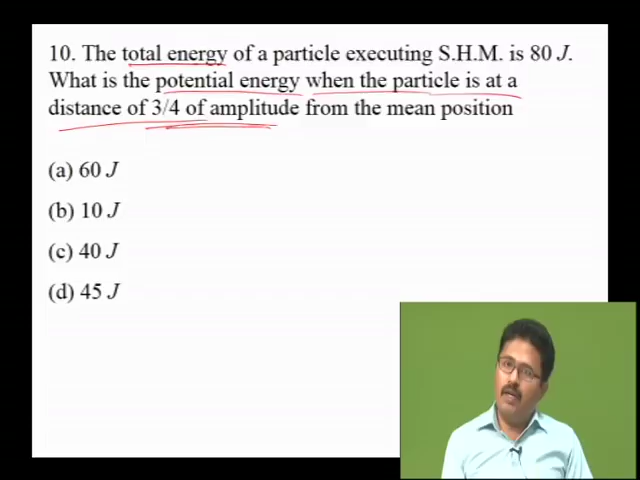 10. The total energy of a particle executing S.H.M. is 80 J.
What is the potential energy when the particle is at a
distance of 3/4 of amplitude from the mean position
(a) 60 J
(b) 10 J
(c) 40 J
(d) 45 J